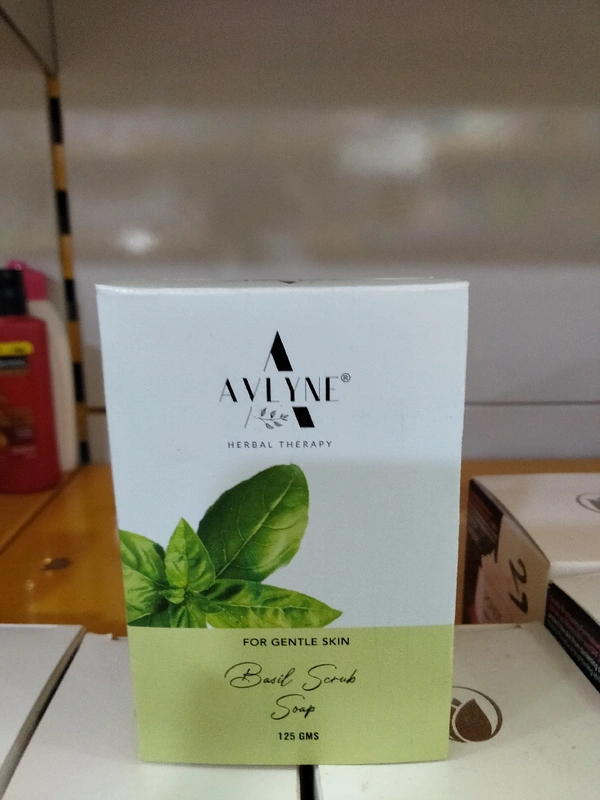 AVLYNE®
HERBAL THERAPY
FOR GENTLE SKIN
Basil Scrub
Soap
125 GMS